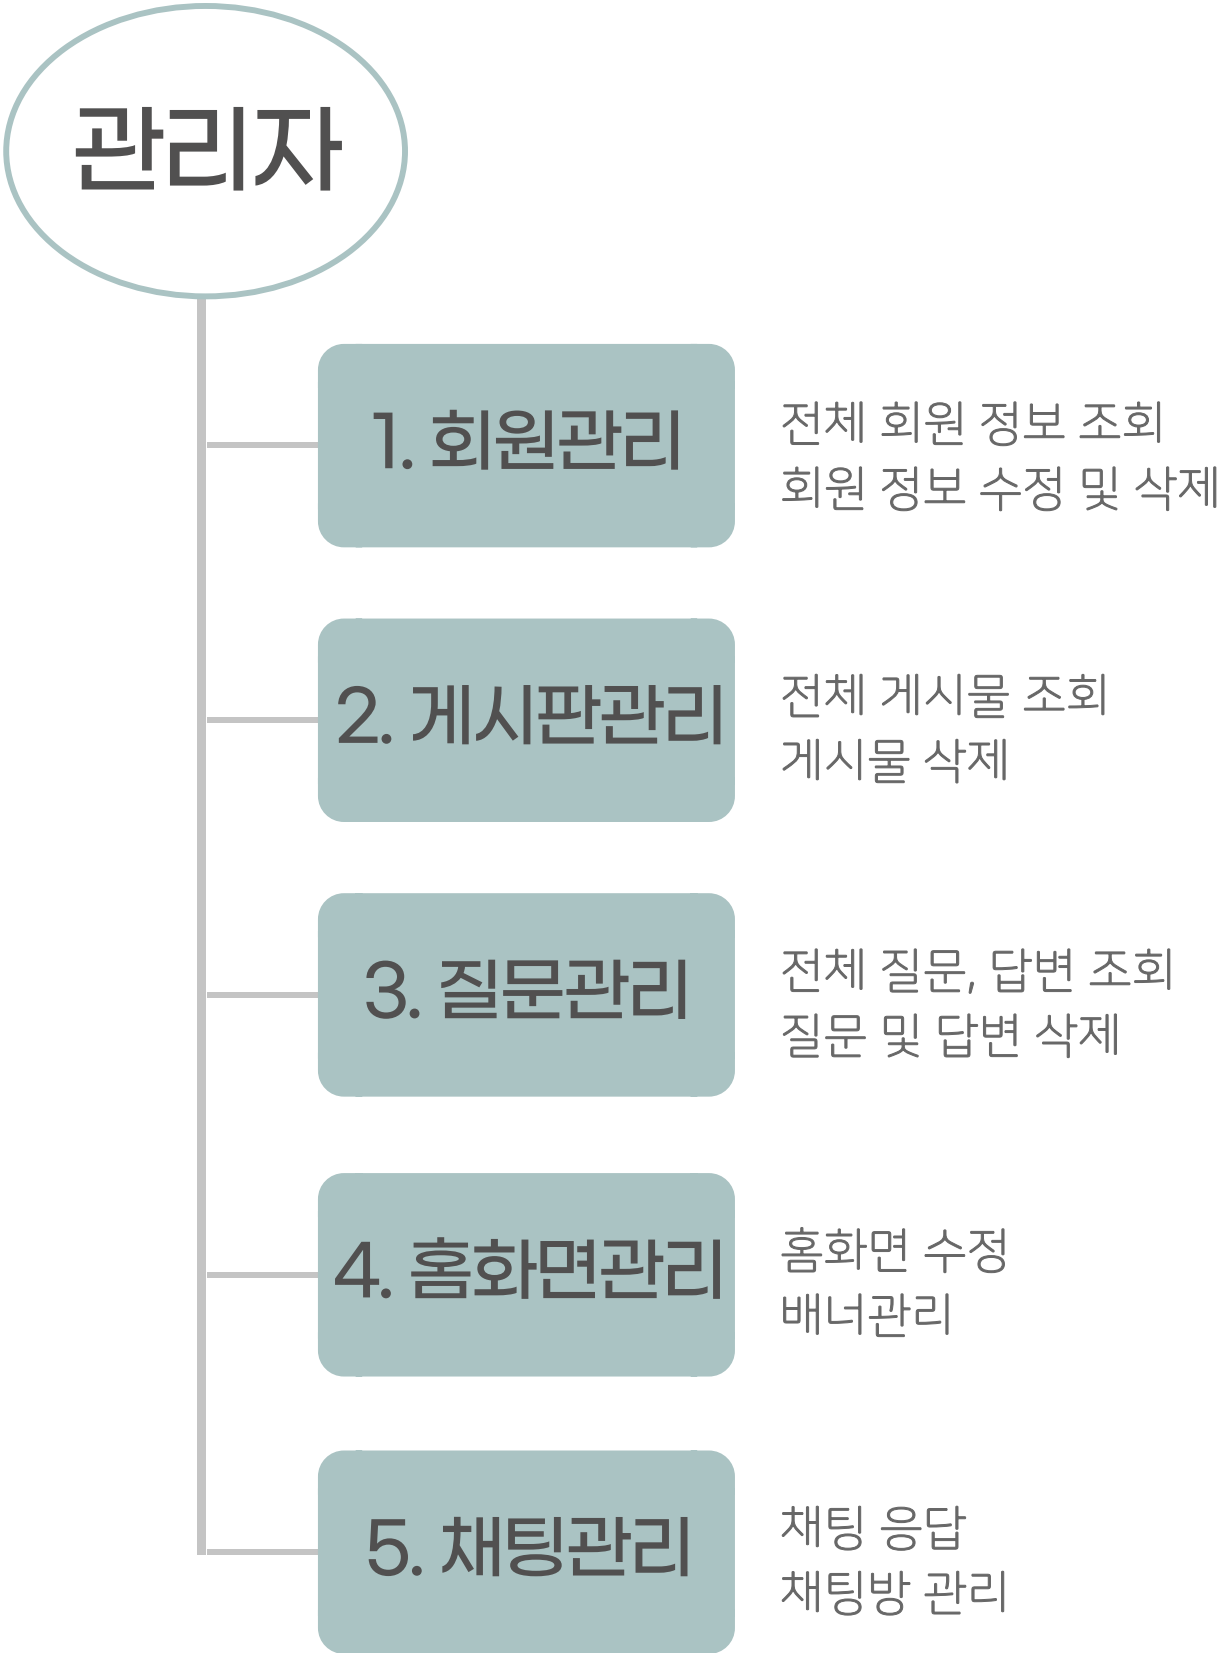 관리자
1. 회원관리
전체 회원 정보 조회
회원 정보 수정 및 삭제
2. 게시판관리
전체 게시물 조회
게시물 삭제
3. 질문관리
전체 질문, 답변 조회
질문 및 답변 삭제
4. 홈화면관리
홈화면 수정
배너관리
5. 채팅관리
채팅 응답
채팅방 관리